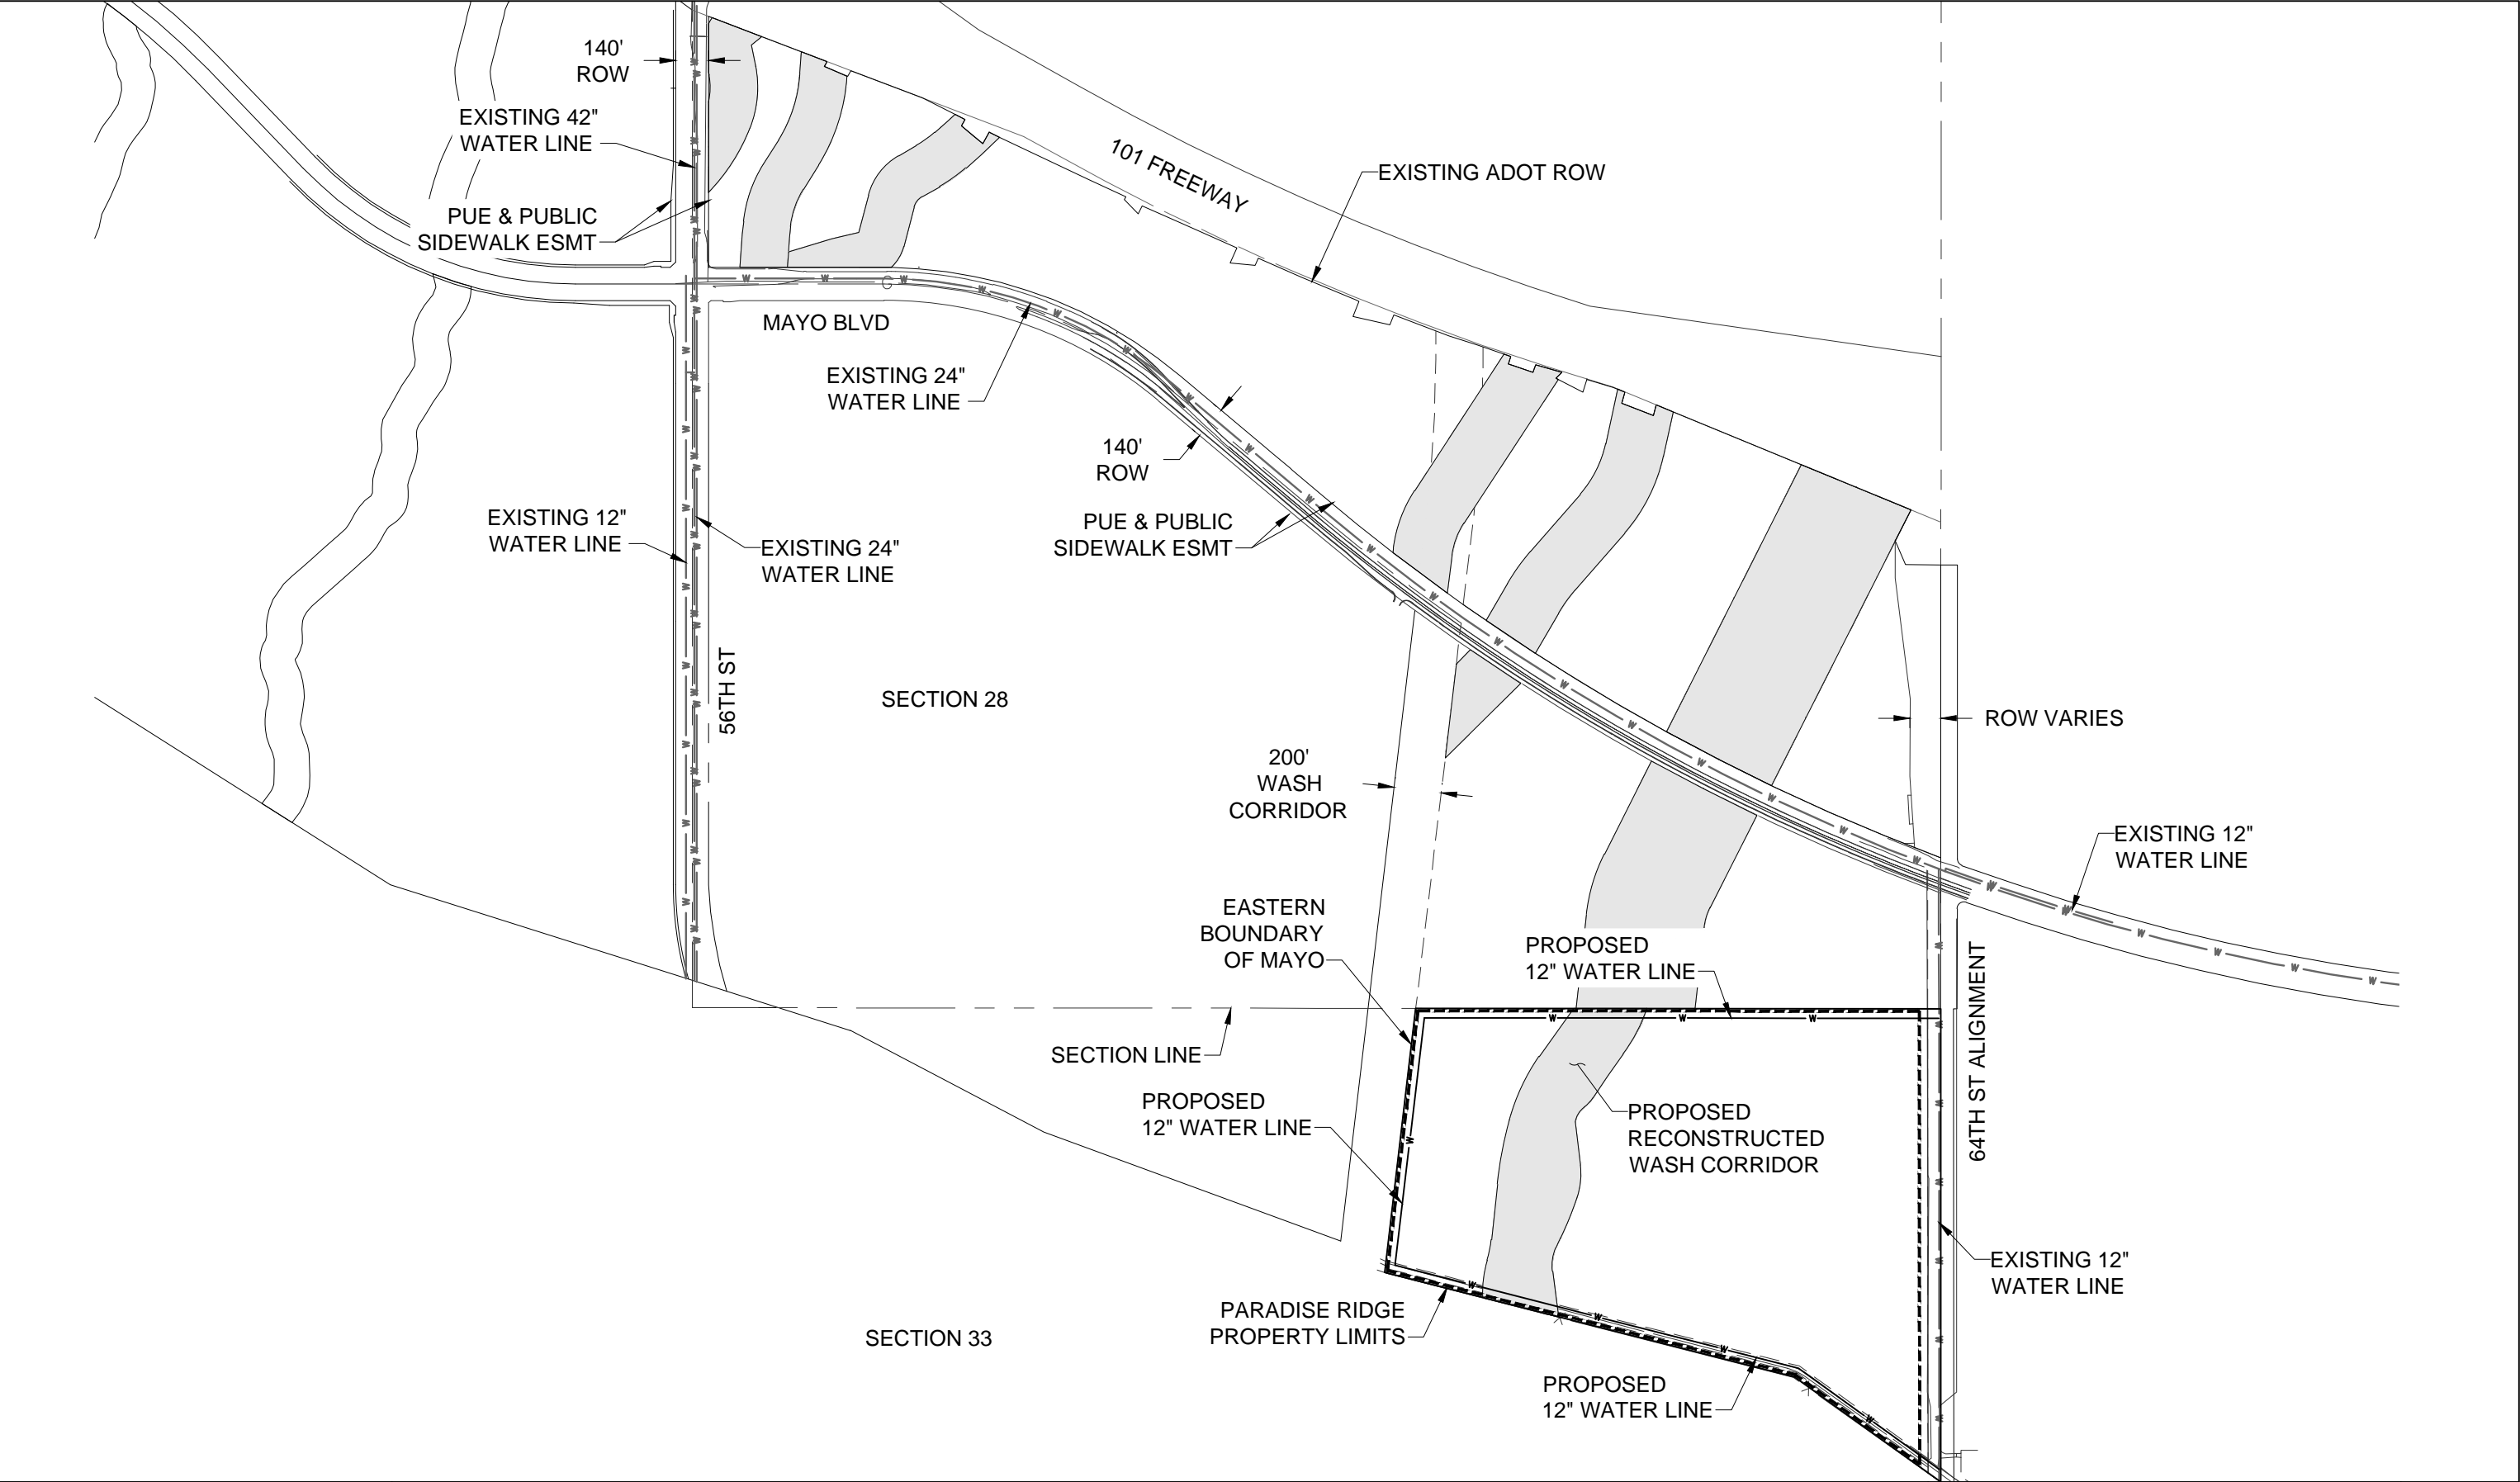 140'
ROW
EXISTING 42"
WATER LINE
PUE & PUBLIC
SIDEWALK ESMT
101 FREEWAY
EXISTING ADOT ROW
MAYO BLVD
EXISTING 24"
WATER LINE
140'
ROW
PUE & PUBLIC
SIDEWALK ESMT
EXISTING 12"
WATER LINE
EXISTING 24"
WATER LINE
56TH ST
SECTION 28
ROW VARIES
200'
WASH
CORRIDOR
EXISTING 12"
WATER LINE
EASTERN
BOUNDARY
OF MAYO
PROPOSED
12" WATER LINE
64TH ST ALIGNMENT
SECTION LINE
PROPOSED
12" WATER LINE
PROPOSED
RECONSTRUCTED
WASH CORRIDOR
EXISTING 12"
WATER LINE
PARADISE RIDGE
PROPERTY LIMITS
SECTION 33
PROPOSED
12" WATER LINE